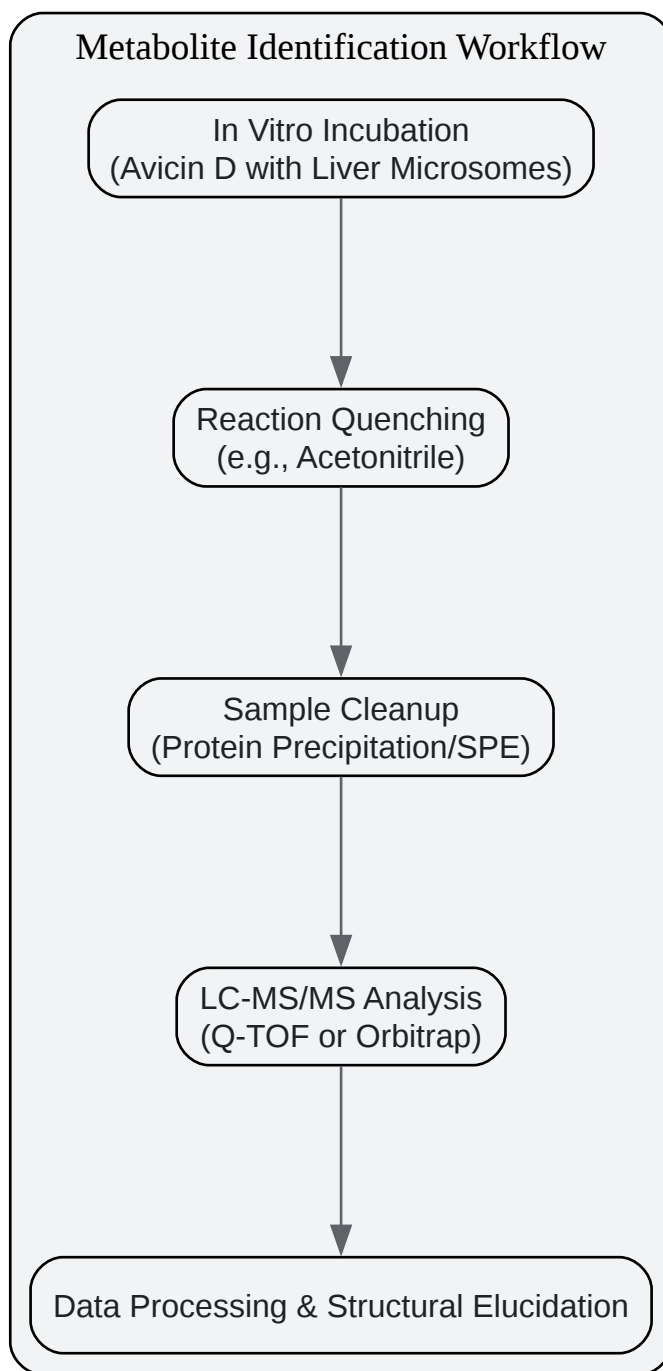 Metabolite Identification Workflow
In Vitro Incubation
(Avicin D with Liver Microsomes)
Reaction Quenching
(e.g., Acetonitrile)
Sample Cleanup
(Protein Precipitation/SPE)
LC-MS/MS Analysis
(Q-TOF or Orbitrap)
Data Processing & Structural Elucidation